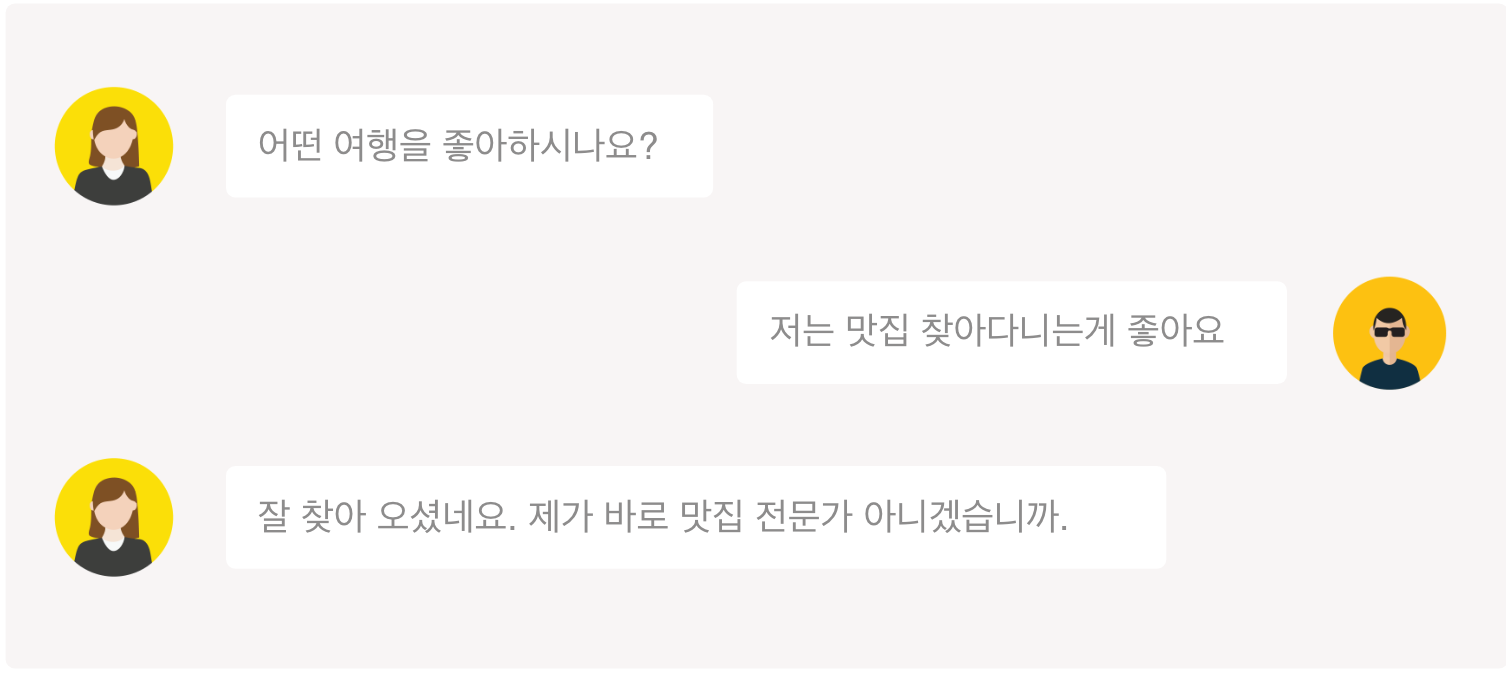 어떤 여행을 좋아하시나요?
저는 맛집 찾아다니는게 좋아요
잘 찾아 오셨네요. 제가 바로 맛집 전문가 아니겠습니까.